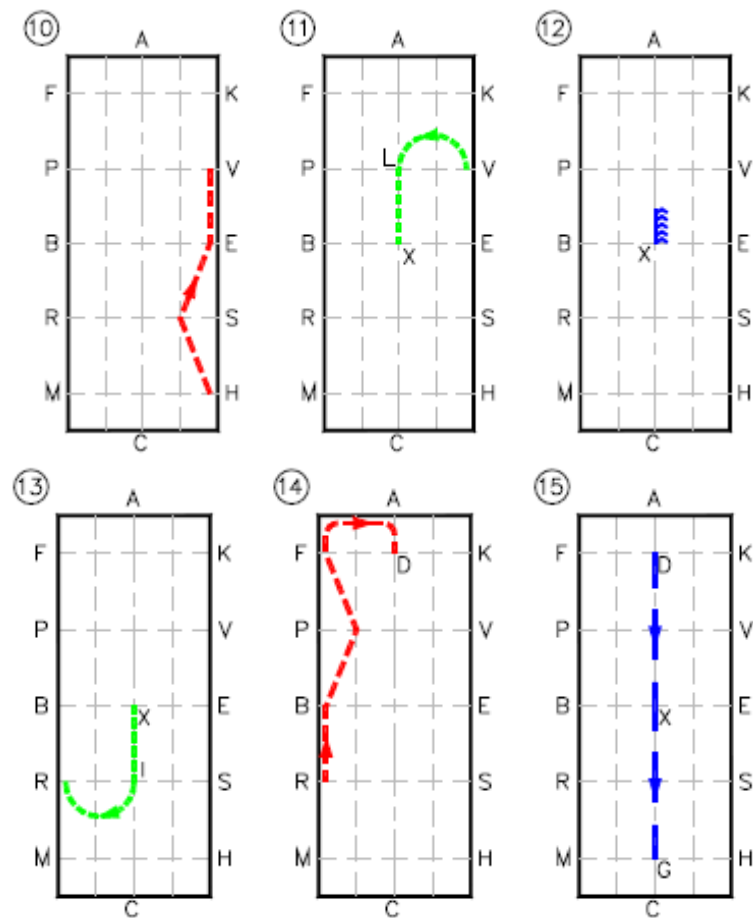 10 11 12
A A A
F K F K F K
P V L P V P V
B E B X E B X E
R S R S R S
M H M H M H
C C C
13 14 15
A A A
F K F D K F D K
P V P V P V
B X E B E B X E
R I S R S R S
M H M H M G H
C C C